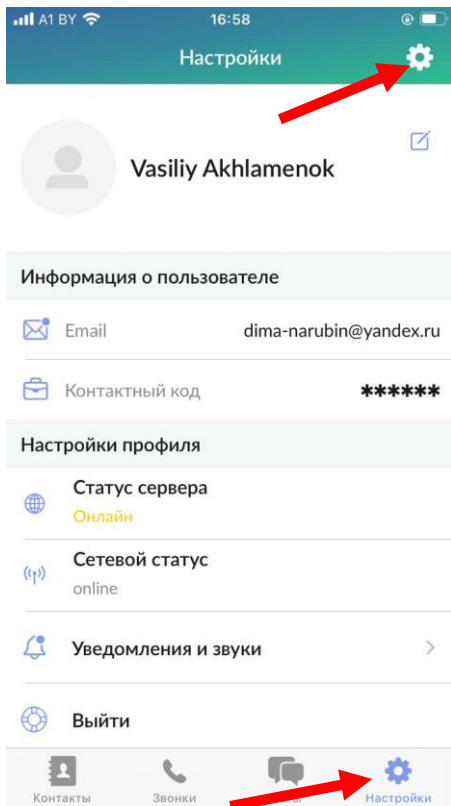 A1 BY 16:58
Настройки
Vasiliy Akhlamenok
Информация о пользователе
Email dima-narubin@yandex.ru
Контактный код ******
Настройки профиля
Статус сервера
Онлайн
Сетевой статус
online
Уведомления и звуки
Выйти
Контакты Звонки Настройки